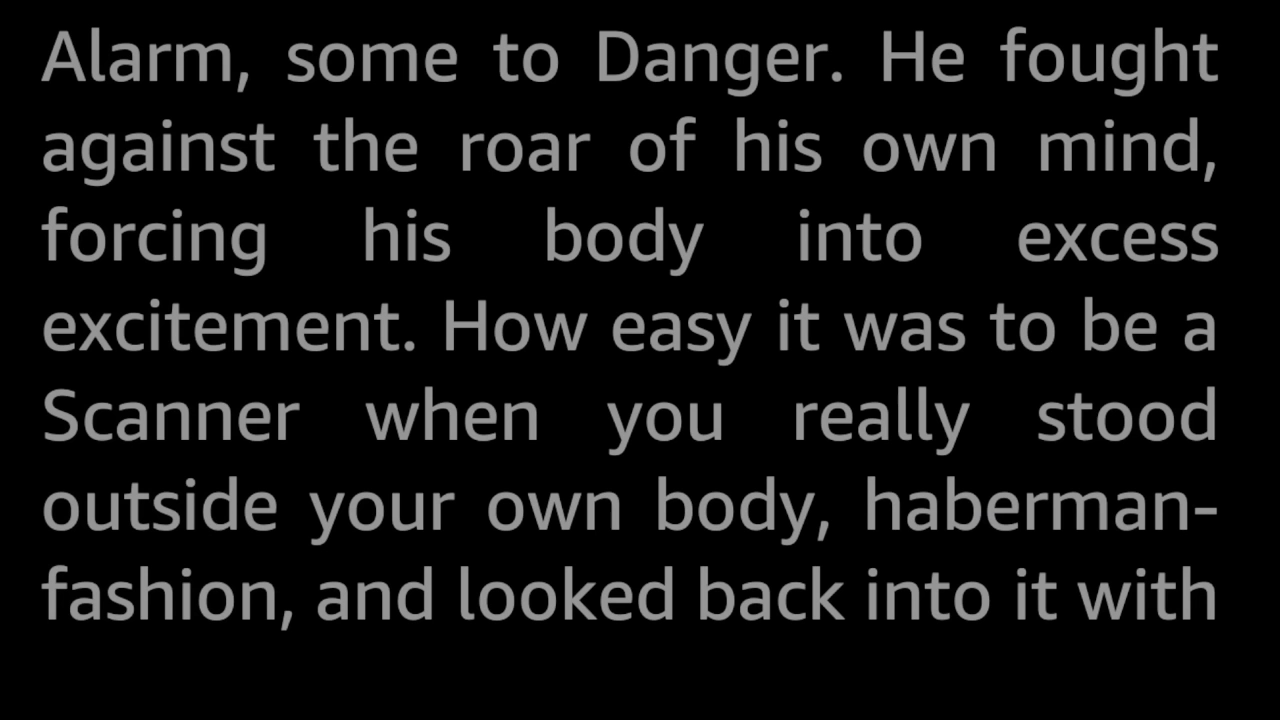 Alarm, some to Danger. He fought
against the roar of his own mind,
forcing his body into excess
excitement. How easy it was to be a
Scanner when you really stood
outside your own body, haberman-
fashion, and looked back into it with